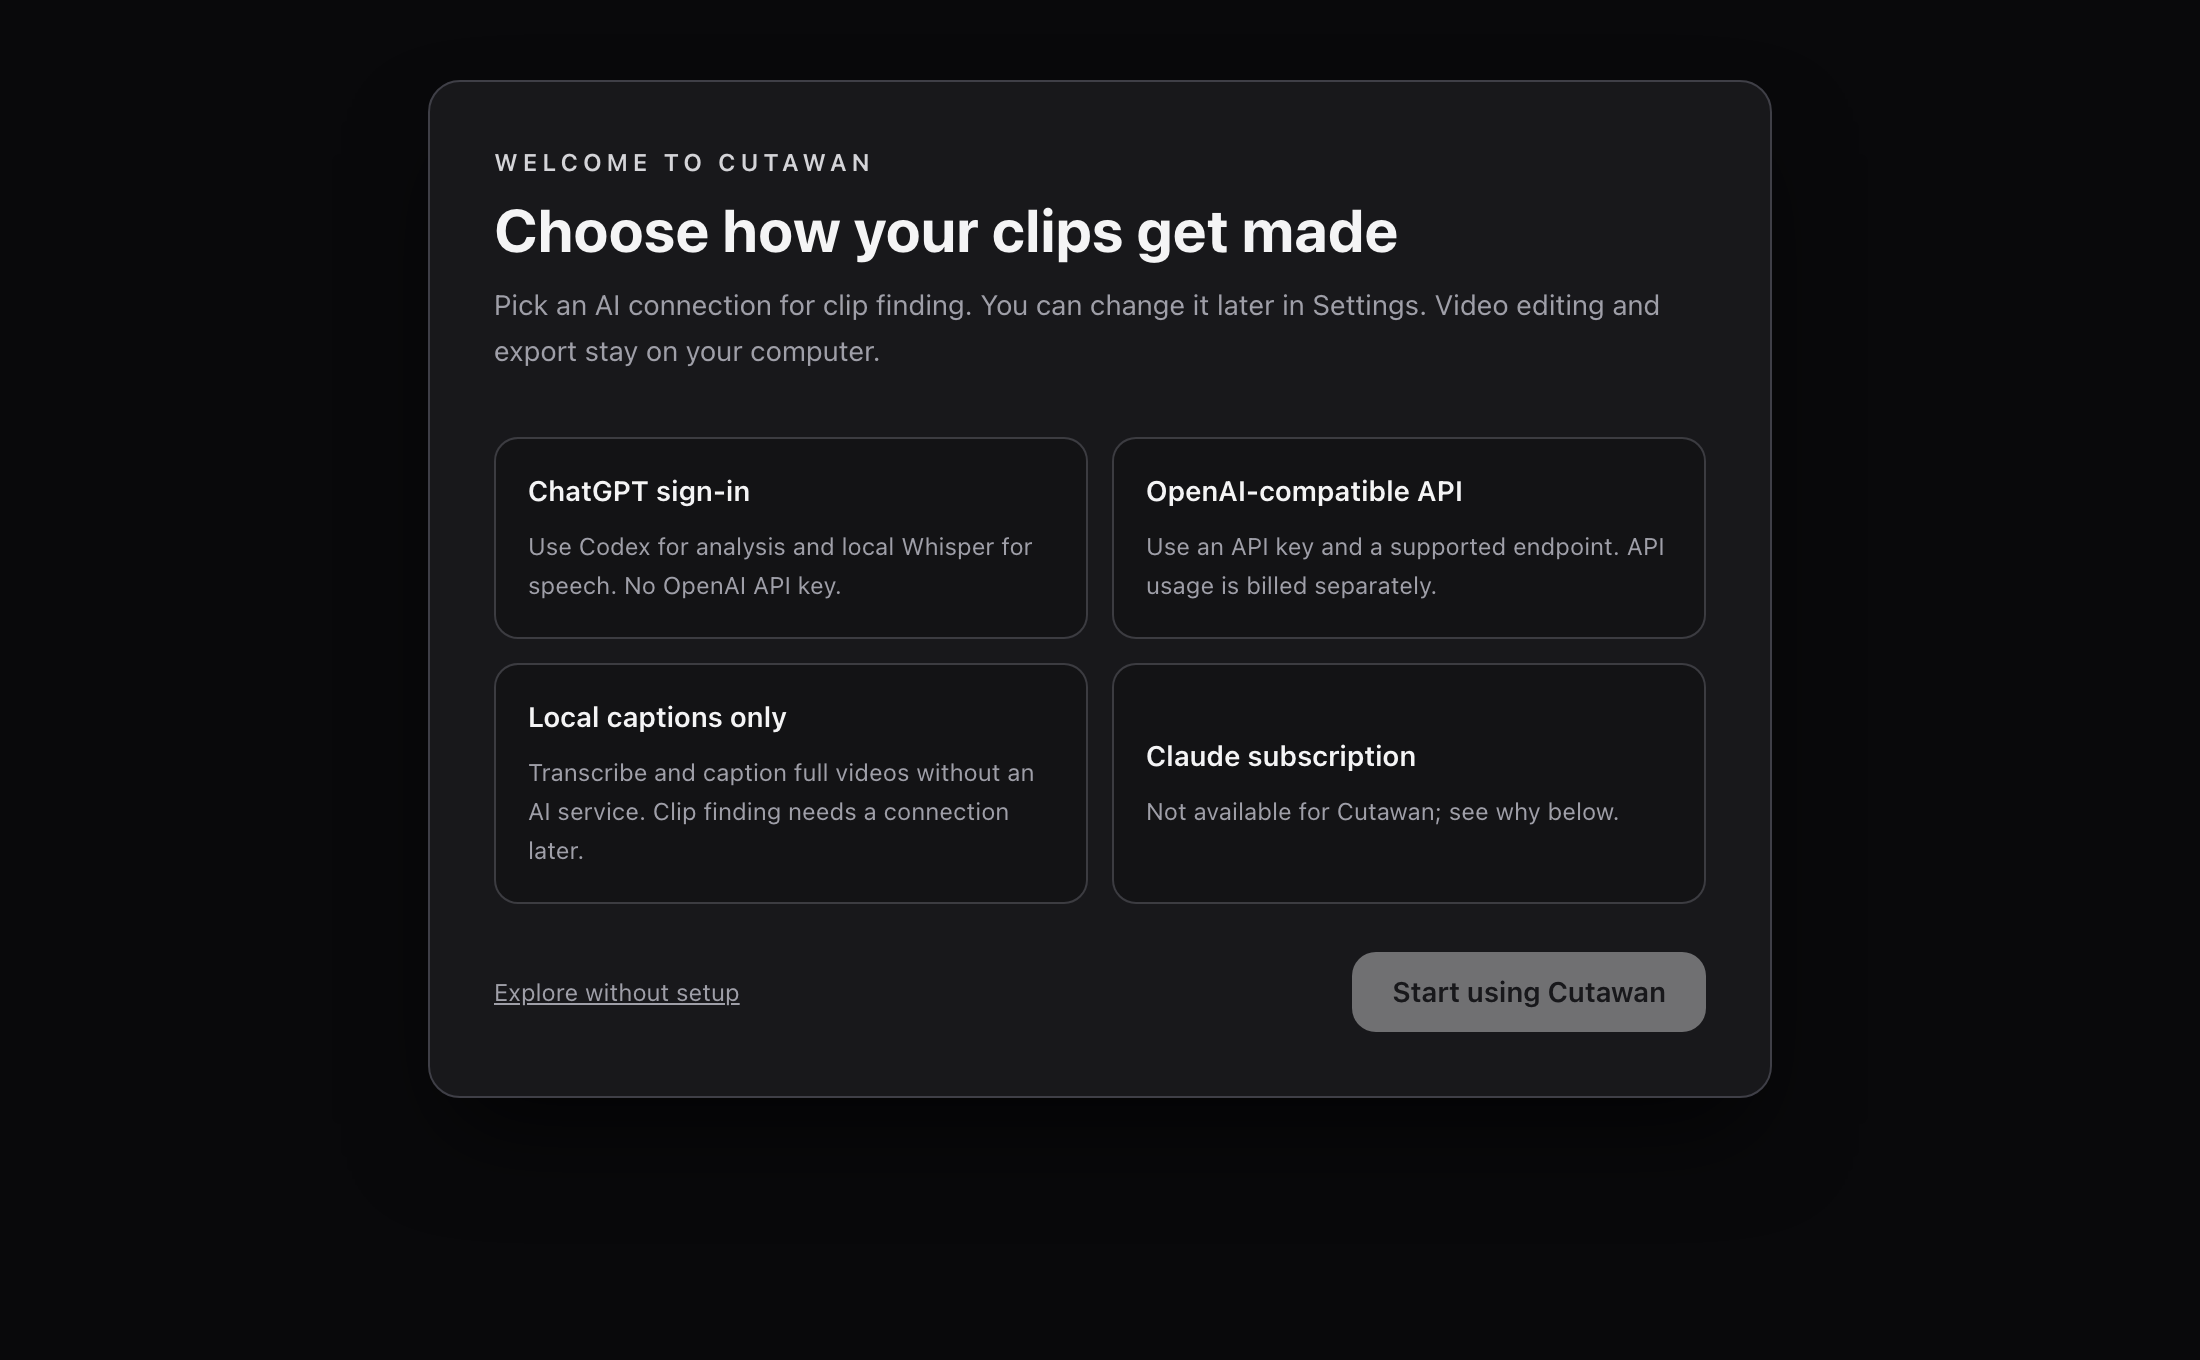 WELCOME TO CUTAWAN
Choose how your clips get made
Pick an AI connection for clip finding. You can change it later in Settings. Video editing and
export stay on your computer.
ChatGPT sign-in
Use Codex for analysis and local Whisper for
speech. No OpenAI API key.
OpenAI-compatible API
Use an API key and a supported endpoint. API
usage is billed separately.
Local captions only
Transcribe and caption full videos without an
AI service. Clip finding needs a connection
later.
Claude subscription
Not available for Cutawan; see why below.
Explore without setup
Start using Cutawan